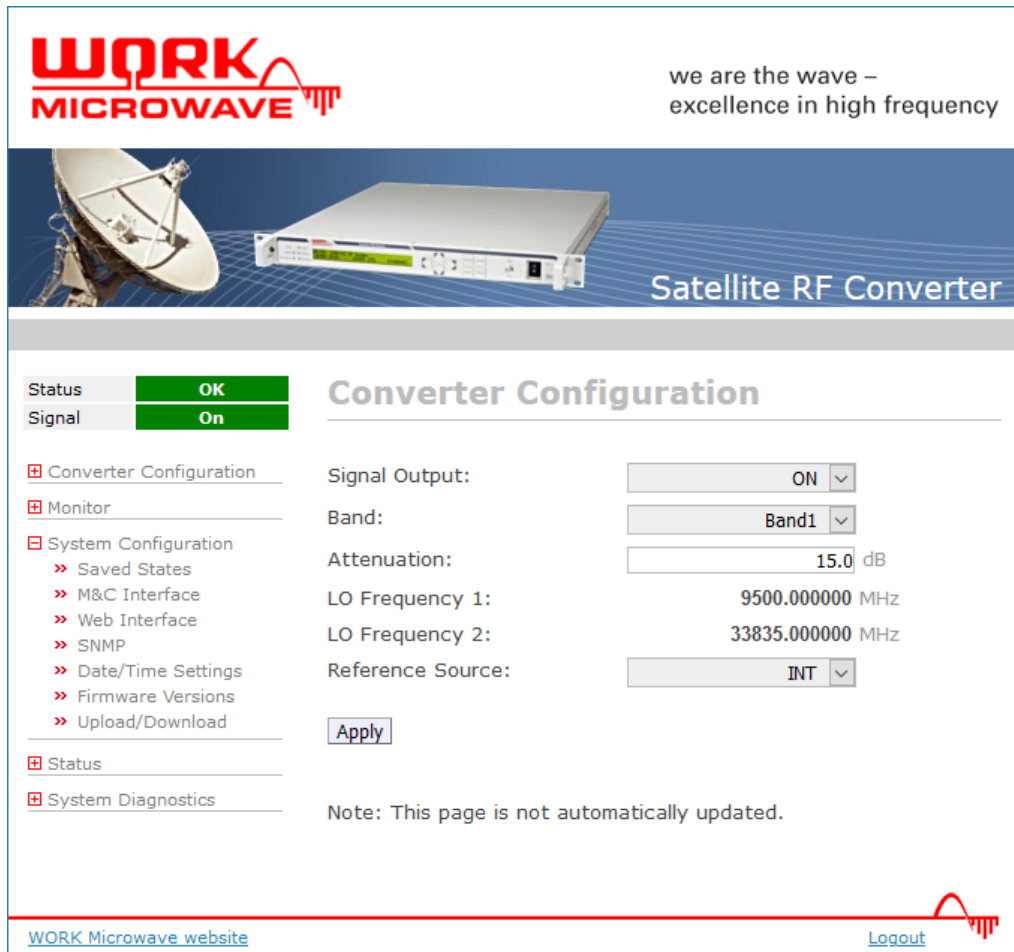 WORK
MICROWAVE
we are the wave –
excellence in high frequency
Satellite RF Converter
Status OK
Signal On
Converter Configuration
Monitor
System Configuration
Saved States
M&C Interface
Web Interface
SNMP
Date/Time Settings
Firmware Versions
Upload/Download
Status
System Diagnostics
Converter Configuration
Signal Output: ON
Band: Band1
Attenuation: 15.0 dB
LO Frequency 1: 9500.000000 MHz
LO Frequency 2: 33835.000000 MHz
Reference Source: INT
Apply
Note: This page is not automatically updated.
WORK Microwave website Logout